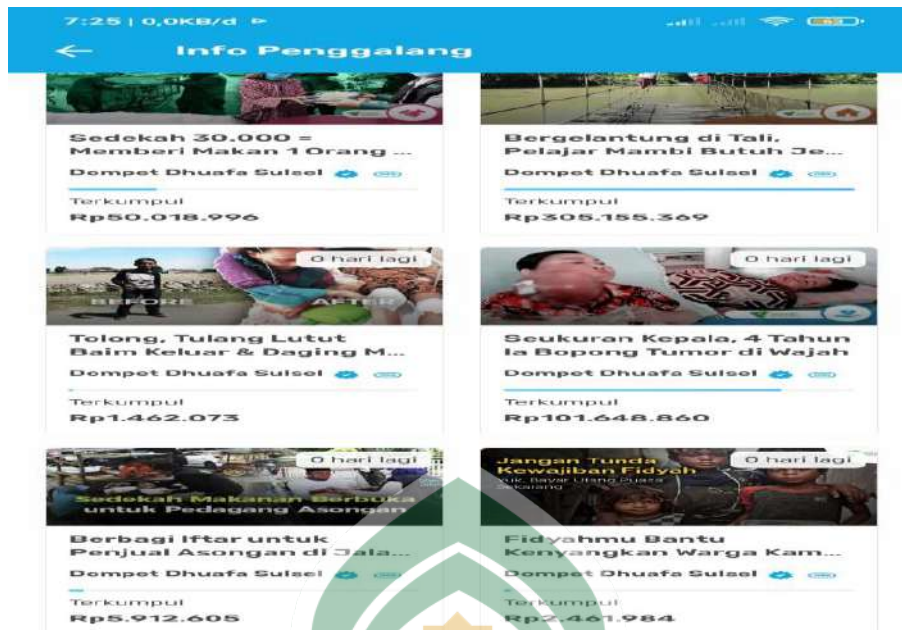 7:25 | 0,0KB/d
Info Penggalang
Sedekah 30.000 =
Memberi Makan 1 Orang ...
Dompet Dhuafa Sulsel
Terkumpul
Rp50.018.996
Bergelantung di Tali,
Pelajar Mambi Butuh Je...
Dompet Dhuafa Sulsel
Terkumpul
Rp305.155.369
0 hari lagi
BEFORE
AFTER
Tolong, Tulang Lutut
Baim Keluar & Daging M...
Dompet Dhuafa Sulsel
Terkumpul
Rp1.462.073
0 hari lagi
Seukuran Kepala, 4 Tahun
Ia Bopong Tumor di Wajah
Dompet Dhuafa Sulsel
Terkumpul
Rp101.648.860
0 hari lagi
Sedekah Makanan Berbuka
untuk Pedagang Asongan
Berbagi Iftar untuk
Penjual Asongan di Jala...
Dompet Dhuafa Sulsel
Terkumpul
Rp5.912.605
0 hari lagi
Jangan Tunda
Kewajiban Fidyah
Yuk, Bayar Utang Puasa
Sekarang
Fidyahmu Bantu
Kenyangkan Warga Kam...
Dompet Dhuafa Sulsel
Terkumpul
Rp2.461.984